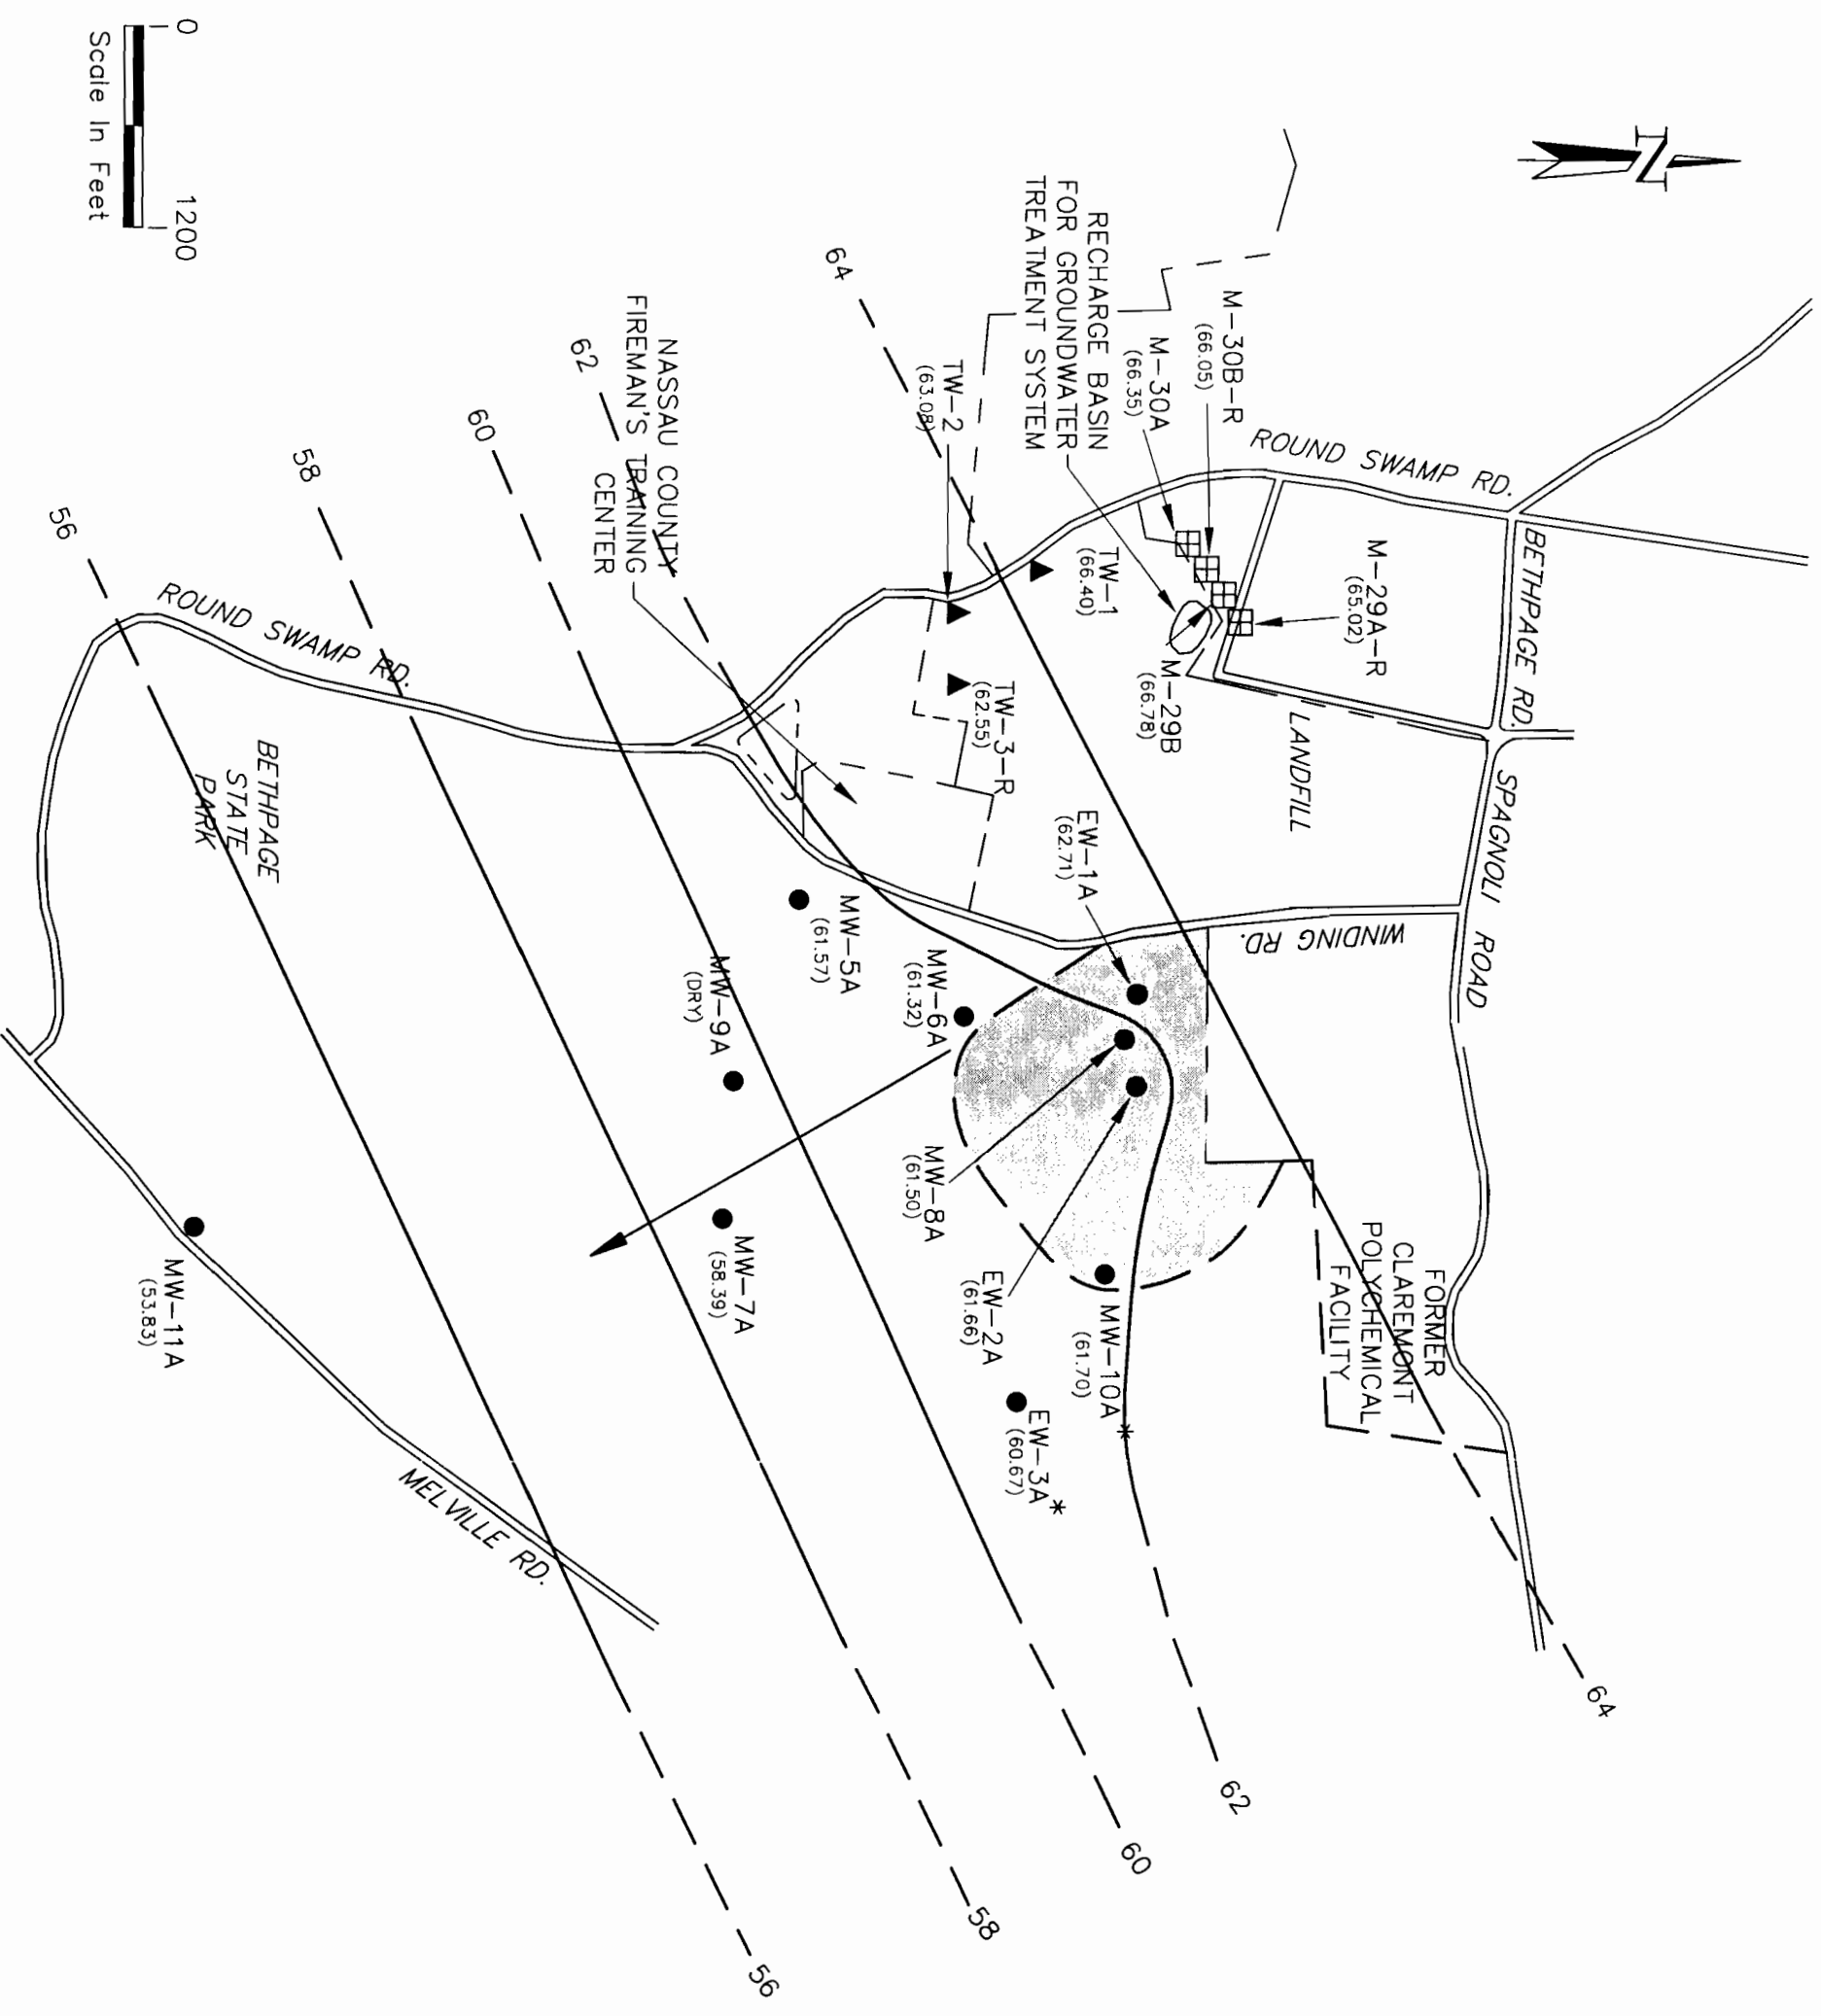 0
1200
Scale In Feet
N
BETHPAGE RD.
SPAGNOLI ROAD
ROUND SWAMP RD.
M-29A-R
(65.02)
LANDFILL
WINDING RD.
FORMER
CLAREMONT
POLYCHEMICAL
FACILITY
64
M-30B-R
(66.05)
M-30A
(66.35)
M-29B
(66.78)
RECHARGE BASIN
FOR GROUNDWATER
TREATMENT SYSTEM
TW-1
(66.40)
EW-1A
(62.71)
MW-10A
(61.70)
EW-3A*
(60.67)
*
62
TW-3-R
(62.55)
EW-2A
(61.66)
TW-2
(63.08)
MW-6A
(61.32)
MW-8A
(61.50)
60
64
MW-5A
(61.57)
58
NASSAU COUNTY
FIREMAN'S TRAINING
CENTER
MW-9A
(DRY)
MW-7A
(58.39)
56
62
60
58
56
ROUND SWAMP RD.
MELVILLE RD.
BETHPAGE
STATE
PARK
MW-11A
(53.83)